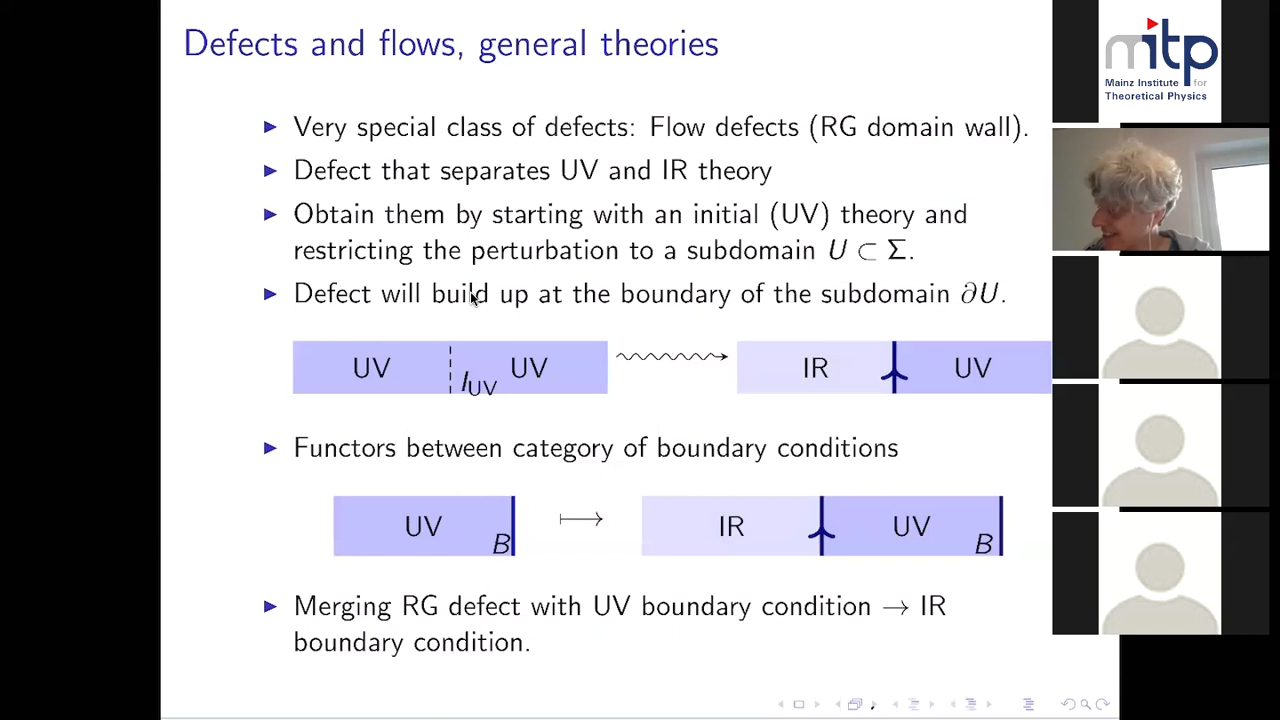 Defects and flows, general theories
▶ Very special class of defects: Flow defects (RG domain wall).
▶ Defect that separates UV and IR theory
▶ Obtain them by starting with an initial (UV) theory and
restricting the perturbation to a subdomain U ⊂ Σ.
▶ Defect will build up at the boundary of the subdomain ∂U.
UV I_UV UV IR UV
▶ Functors between category of boundary conditions
UV B ⟼ IR UV B
▶ Merging RG defect with UV boundary condition → IR
boundary condition.
mitp
Mainz Institute for
Theoretical Physics